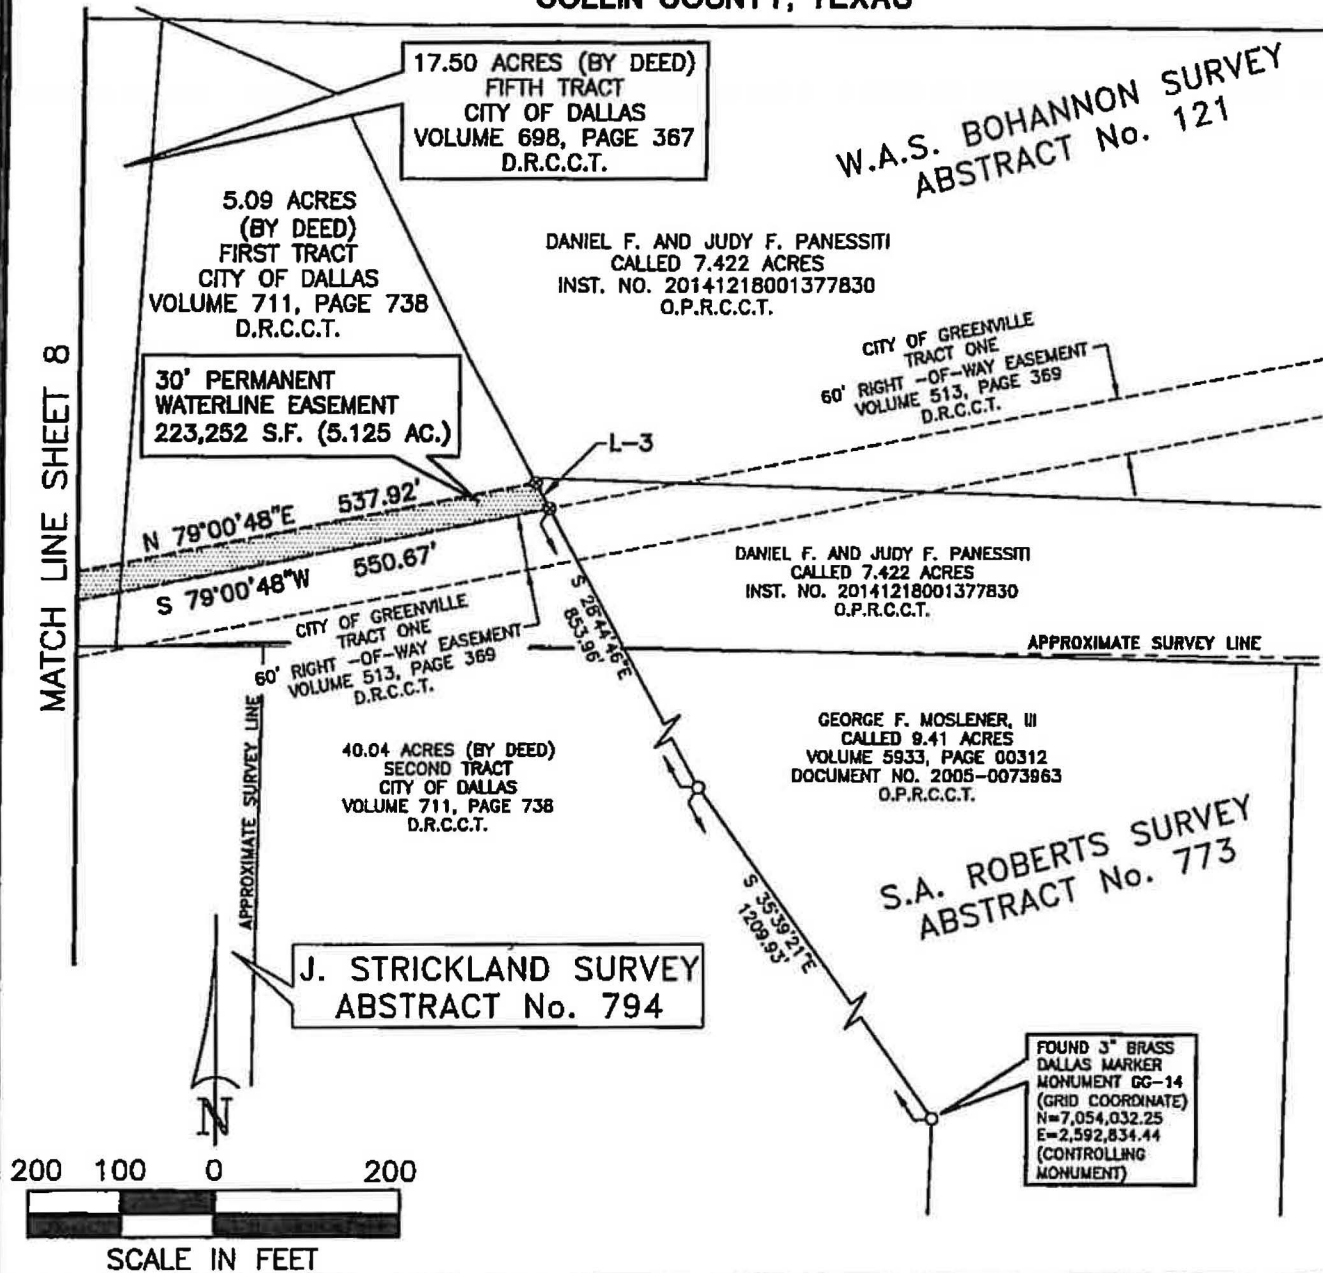 COLLIN COUNTY, TEXAS
17.50 ACRES (BY DEED)
FIFTH TRACT
CITY OF DALLAS
VOLUME 698, PAGE 367
D.R.C.C.T.
W.A.S. BOHANNON SURVEY
ABSTRACT No. 121
5.09 ACRES
(BY DEED)
FIRST TRACT
CITY OF DALLAS
VOLUME 711, PAGE 738
D.R.C.C.T.
DANIEL F. AND JUDY F. PANESSITI
CALLED 7.422 ACRES
INST. NO. 20141218001377830
O.P.R.C.C.T.
CITY OF GREENVILLE
TRACT ONE
60' RIGHT -OF-WAY EASEMENT
VOLUME 513, PAGE 369
D.R.C.C.T.
MATCH LINE SHEET 8
30' PERMANENT
WATERLINE EASEMENT
223,252 S.F. (5.125 AC.)
L-3
N 79°00'48"E 537.92'
S 79°00'48"W 550.67'
DANIEL F. AND JUDY F. PANESSITI
CALLED 7.422 ACRES
INST. NO. 20141218001377830
O.P.R.C.C.T.
S 26°44'46"E
853.96'
CITY OF GREENVILLE
TRACT ONE
60' RIGHT -OF-WAY EASEMENT
VOLUME 513, PAGE 369
D.R.C.C.T.
APPROXIMATE SURVEY LINE
APPROXIMATE SURVEY LINE
GEORGE F. MOSLENER, III
CALLED 9.41 ACRES
VOLUME 5933, PAGE 00312
DOCUMENT NO. 2005-0073963
O.P.R.C.C.T.
40.04 ACRES (BY DEED)
SECOND TRACT
CITY OF DALLAS
VOLUME 711, PAGE 738
D.R.C.C.T.
S.A. ROBERTS SURVEY
ABSTRACT No. 773
S 35°39'21"E
1209.93'
J. STRICKLAND SURVEY
ABSTRACT No. 794
FOUND 3" BRASS
DALLAS MARKER
MONUMENT GG-14
(GRID COORDINATE)
N=7,054,032.25
E=2,592,834.44
(CONTROLLING
MONUMENT)
N
200 100 0 200
SCALE IN FEET